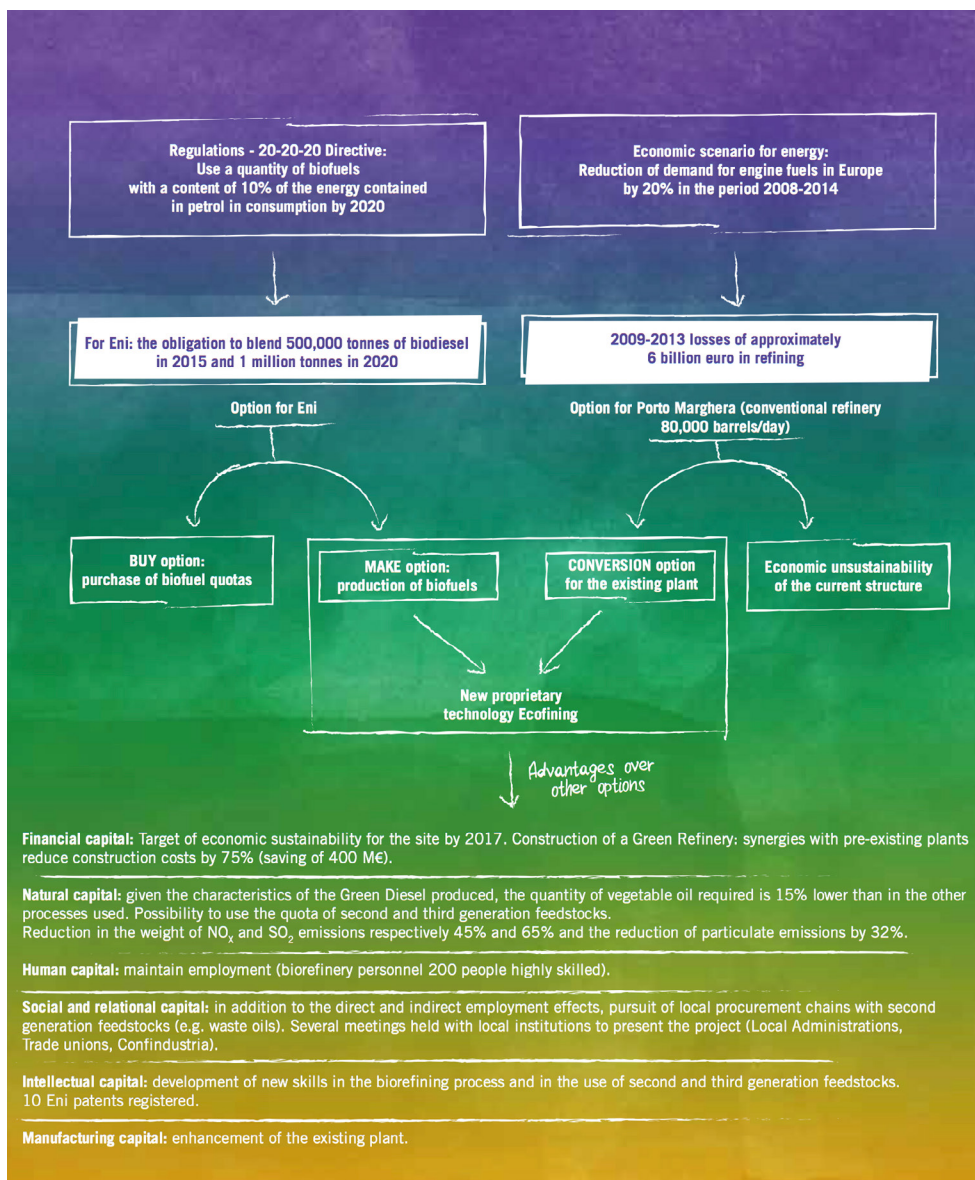 Regulations - 20-20-20 Directive:
Use a quantity of biofuels
with a content of 10% of the energy contained
in petrol in consumption by 2020
Economic scenario for energy:
Reduction of demand for engine fuels in Europe
by 20% in the period 2008-2014
For Eni: the obligation to blend 500,000 tonnes of biodiesel
in 2015 and 1 million tonnes in 2020
2009-2013 losses of approximately
6 billion euro in refining
Option for Eni
Option for Porto Marghera (conventional refinery
80,000 barrels/day)
BUY option:
purchase of biofuel quotas
MAKE option:
production of biofuels
CONVERSION option
for the existing plant
Economic unsustainability
of the current structure
New proprietary
technology Ecofining
Advantages over
other options
Financial capital: Target of economic sustainability for the site by 2017. Construction of a Green Refinery: synergies with pre-existing plants
reduce construction costs by 75% (saving of 400 M€).
Natural capital: given the characteristics of the Green Diesel produced, the quantity of vegetable oil required is 15% lower than in the other
processes used. Possibility to use the quota of second and third generation feedstocks.
Reduction in the weight of NOx and SO2 emissions respectively 45% and 65% and the reduction of particulate emissions by 32%.
Human capital: maintain employment (biorefinery personnel 200 people highly skilled).
Social and relational capital: in addition to the direct and indirect employment effects, pursuit of local procurement chains with second
generation feedstocks (e.g. waste oils). Several meetings held with local institutions to present the project (Local Administrations,
Trade unions, Confindustria).
Intellectual capital: development of new skills in the biorefining process and in the use of second and third generation feedstocks.
10 Eni patents registered.
Manufacturing capital: enhancement of the existing plant.